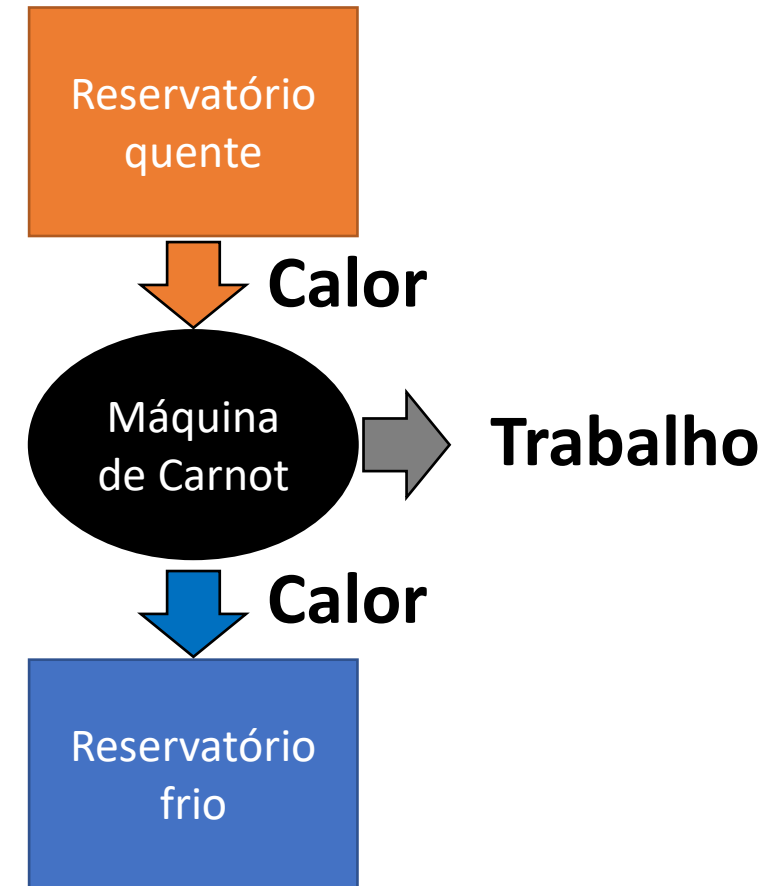 Reservatório
quente
Calor
Máquina
de Carnot
Trabalho
Calor
Reservatório
frio